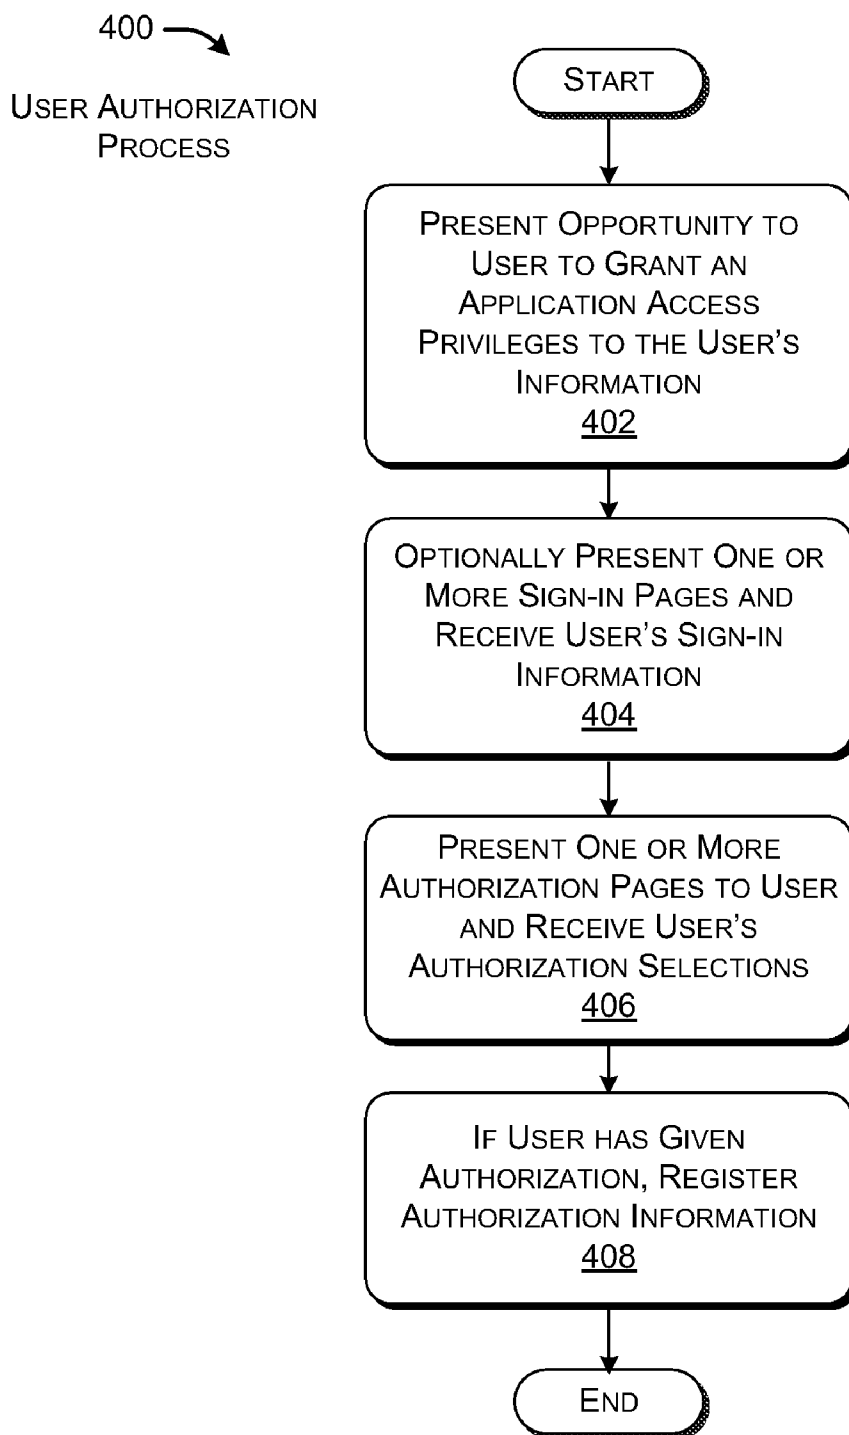 400
USER AUTHORIZATION
PROCESS
START
PRESENT OPPORTUNITY TO
USER TO GRANT AN
APPLICATION ACCESS
PRIVILEGES TO THE USER'S
INFORMATION
402
OPTIONALLY PRESENT ONE OR
MORE SIGN-IN PAGES AND
RECEIVE USER'S SIGN-IN
INFORMATION
404
PRESENT ONE OR MORE
AUTHORIZATION PAGES TO USER
AND RECEIVE USER'S
AUTHORIZATION SELECTIONS
406
IF USER HAS GIVEN
AUTHORIZATION, REGISTER
AUTHORIZATION INFORMATION
408
END